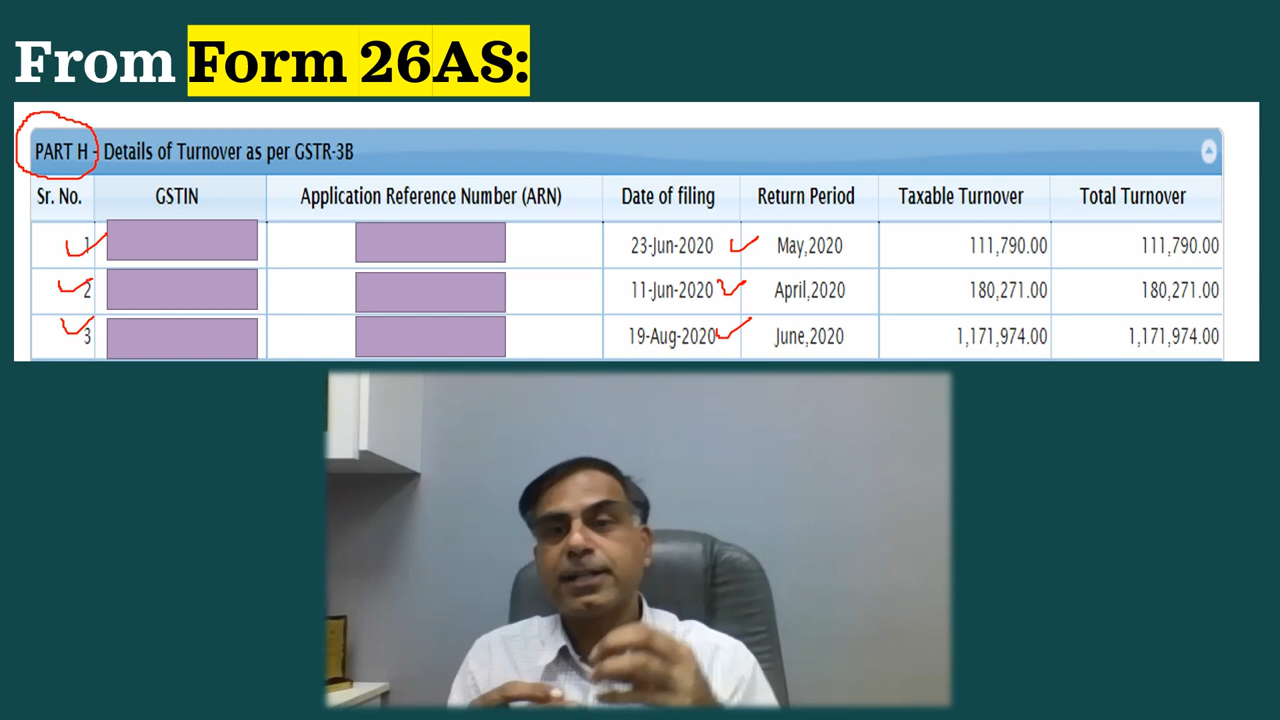 From Form 26AS:
PART H - Details of Turnover as per GSTR-3B
Sr. No. GSTIN Application Reference Number (ARN) Date of filing Return Period Taxable Turnover Total Turnover
1 23-Jun-2020 May,2020 111,790.00 111,790.00
2 11-Jun-2020 April,2020 180,271.00 180,271.00
3 19-Aug-2020 June,2020 1,171,974.00 1,171,974.00